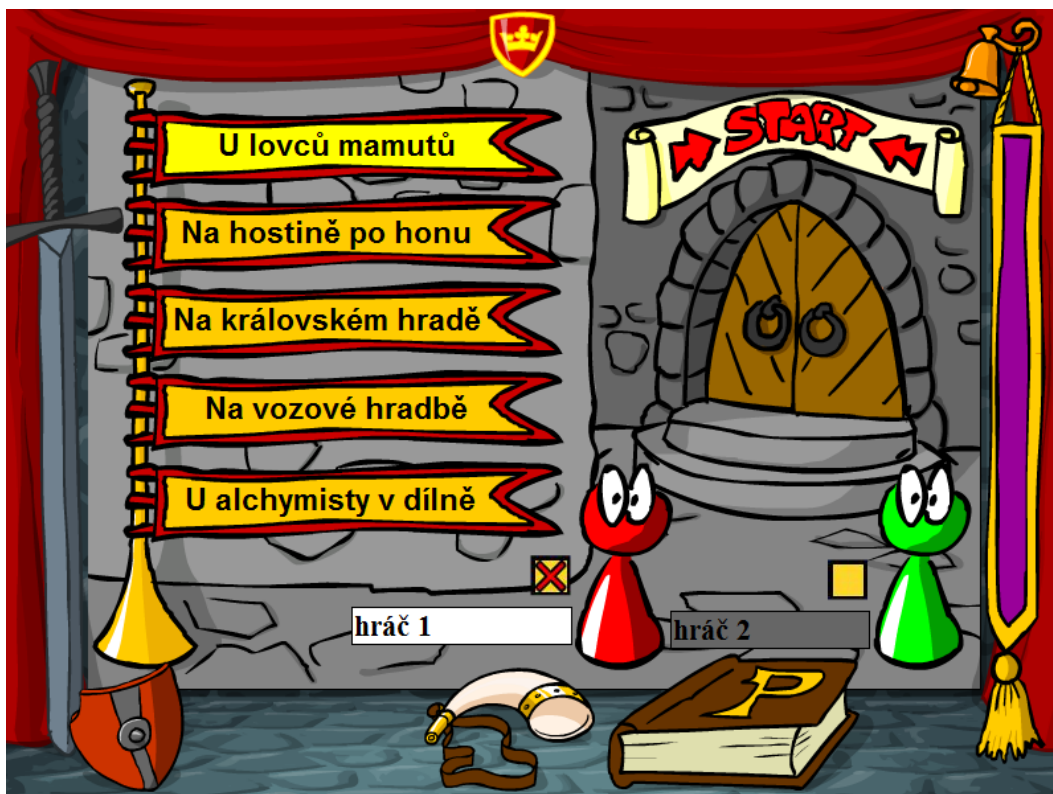 START
U lovců mamutů
Na hostině po honu
Na královském hradě
Na vozové hradbě
U alchymisty v dílně
hráč 1
hráč 2
P